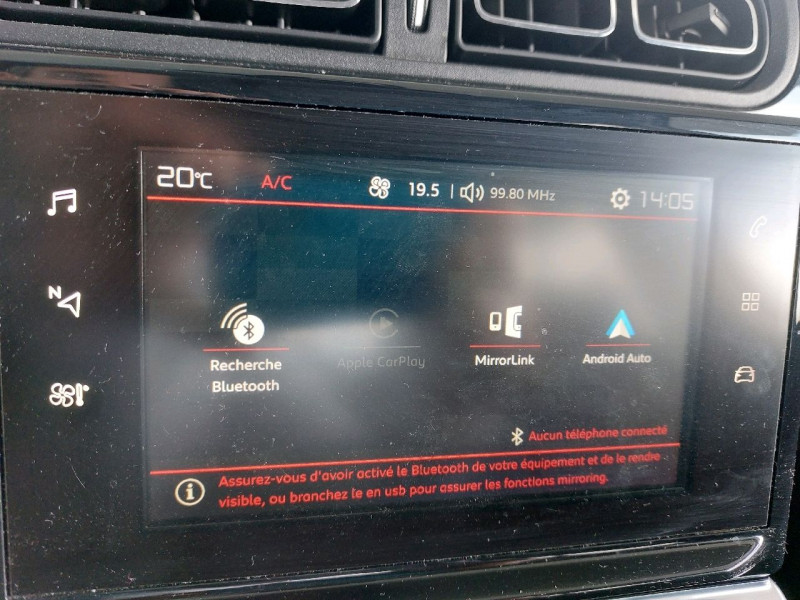 20°C A/C 19.5 99.80 MHz 14:05
N
Recherche
Bluetooth
Apple CarPlay
MirrorLink
Android Auto
Aucun téléphone connecté
Assurez-vous d'avoir activé le Bluetooth de votre équipement et de le rendre
visible, ou branchez le en usb pour assurer les fonctions mirroring.